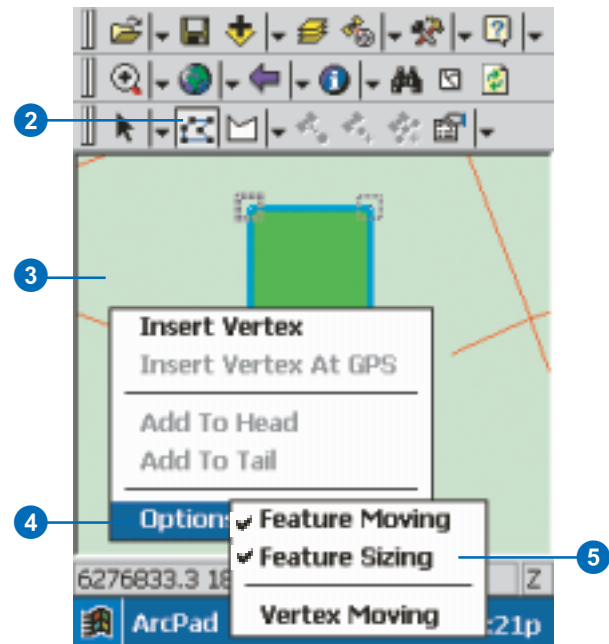 2
3
Insert Vertex
Insert Vertex At GPS
Add To Head
Add To Tail
4
Option
Feature Moving
Feature Sizing
5
Vertex Moving
6276833.3 18
Z
ArcPad
:21p